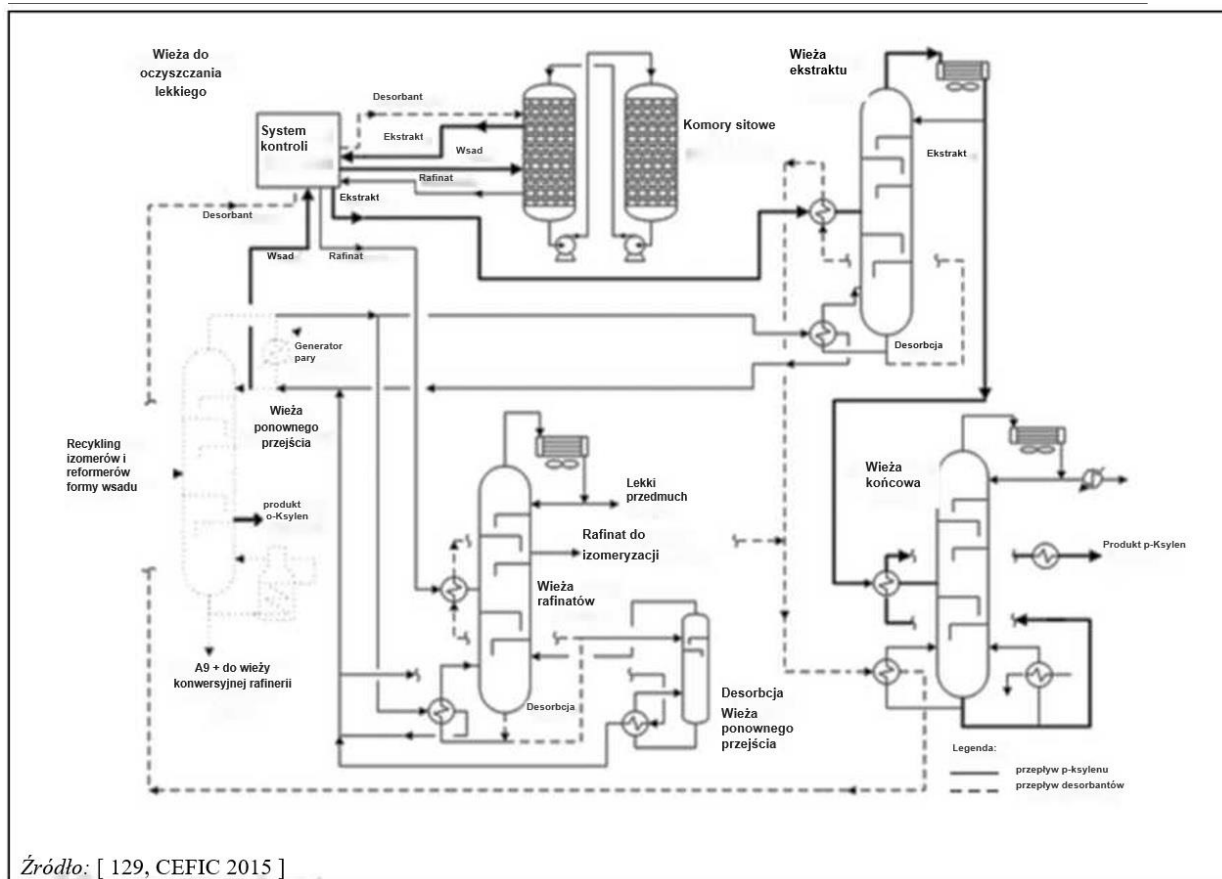 Wieża do
oczyszczania
lekkiego
Wieża
ekstraktu
Desorbant
System
kontroli
Ekstrakt
Wsad
Komory sitowe
Rafinat
Ekstrakt
Ekstrakt
Desorbant
Wsad
Rafinat
Generator
pary
Desorbcja
Wieża
ponownego
przejścia
Recykling
izomerów i
reformerów
formy wsadu
produkt
o-Ksylen
A9 + do wieży
konwersyjnej rafinerii
Lekki
przedmuch
Rafinat do
izomeryzacji
Wieża
rafinatów
Desorbcja
Desorbcja
Wieża
ponownego
przejścia
Wieża
końcowa
Produkt p-Ksylen
Legenda:
przepływ p-ksylenu
przepływ desorbantów
Źródło: [ 129, CEFIC 2015 ]